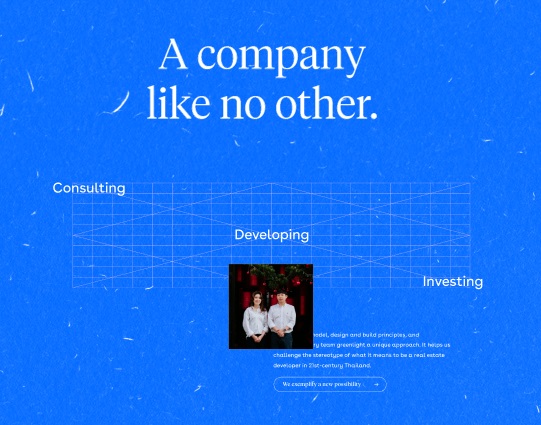 A company
like no other.
Consulting
Developing
Investing
model, design and build principles, and
team greenlight a unique approach. It helps us
challenge the stereotype of what it means to be a real estate
developer in 21st-century Thailand.
We exemplify a new possibility →